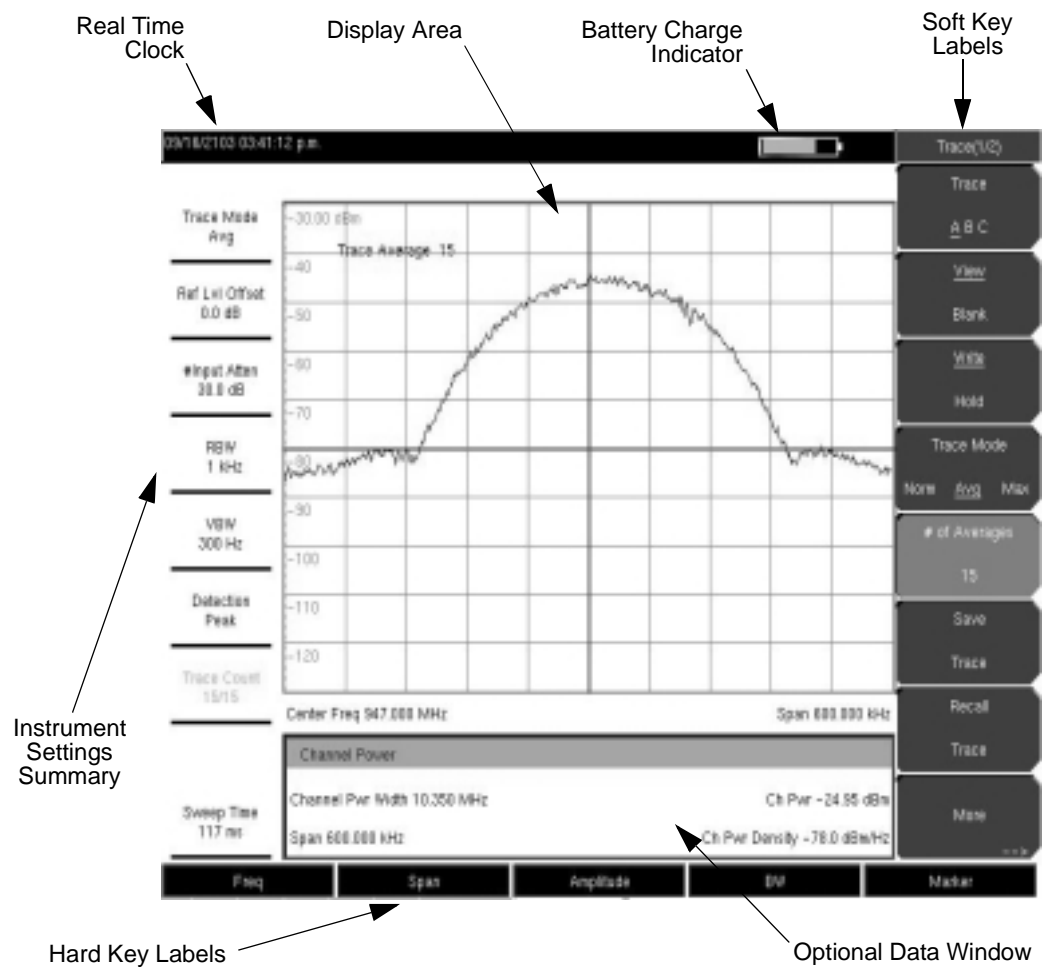 Real Time
Clock
Display Area
Battery Charge
Indicator
Soft Key
Labels
09/16/2103 03:41:12 p.m.
Trace(1/2)
Trace
A B C
View
Blank
Write
Hold
Trace Mode
Norm Avg Max
# of Averages
15
Save
Trace
Recall
Trace
More
-->
Trace Mode
Avg
Ref Lvl Offset
0.0 dB
#Input Atten
30.0 dB
RBW
1 kHz
VBW
300 Hz
Detection
Peak
Trace Count
15/15
Sweep Time
117 ms
-30.00 dBm
Trace Average 15
-40
-50
-60
-70
-80
-90
-100
-110
-120
Center Freq 947.000 MHz
Span 600.000 kHz
Channel Power
Channel Pwr Width 10.350 MHz
Ch Pwr -24.95 dBm
Span 600.000 kHz
Ch Pwr Density -78.0 dBm/Hz
Freq
Span
Amplitude
BW
Marker
Instrument
Settings
Summary
Hard Key Labels
Optional Data Window